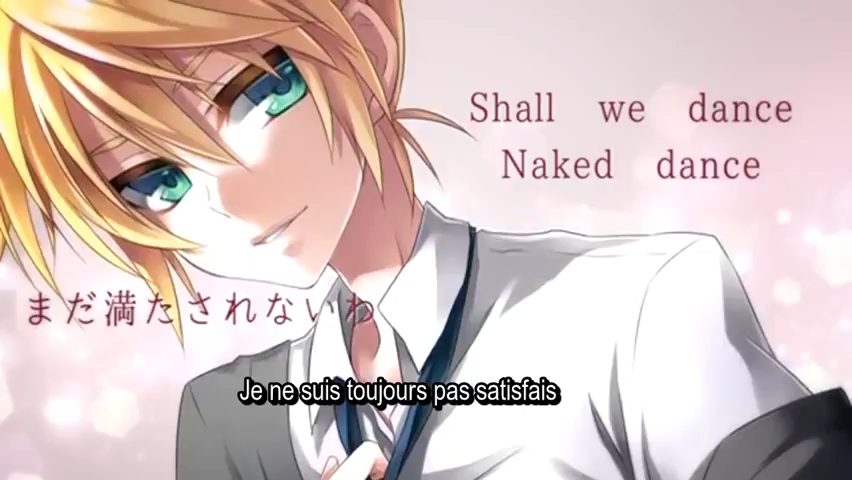 Shall we dance
Naked dance
まだ満たされないわ
Je ne suis toujours pas satisfais